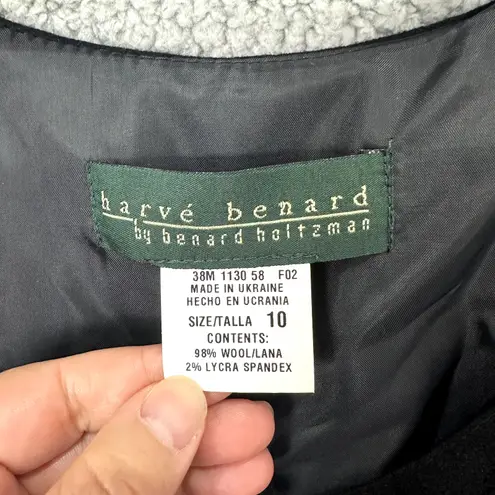 harvé benard
by benard holtzman
38M 1130 58 F02
MADE IN UKRAINE
HECHO EN UCRANIA
SIZE/TALLA 10
CONTENTS:
98% WOOL/LANA
2% LYCRA SPANDEX